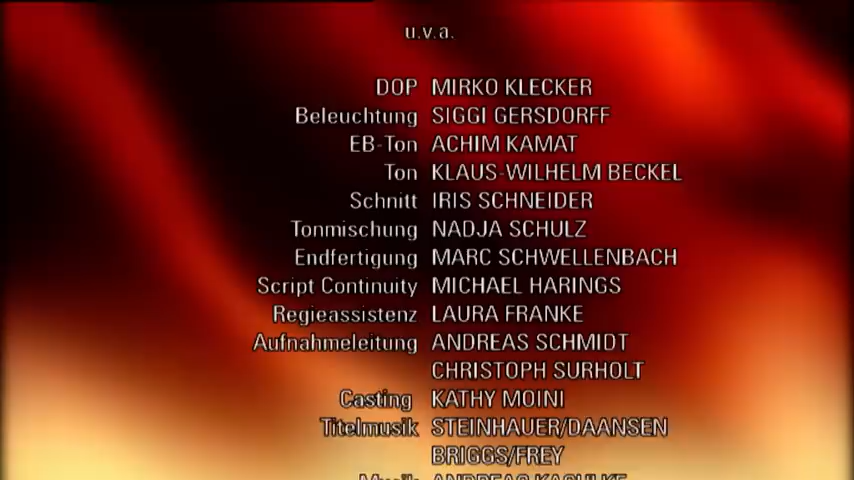 u.v.a.
DOP MIRKO KLECKER
Beleuchtung SIGGI GERSDORFF
EB-Ton ACHIM KAMAT
Ton KLAUS-WILHELM BECKEL
Schnitt IRIS SCHNEIDER
Tonmischung NADJA SCHULZ
Endfertigung MARC SCHWELLENBACH
Script Continuity MICHAEL HARINGS
Regieassistenz LAURA FRANKE
Aufnahmeleitung ANDREAS SCHMIDT
CHRISTOPH SURHOLT
Casting KATHY MOINI
Titelmusik STEINHAUER/DAANSEN
BRIGGS/FREY
Musik ANDREAS